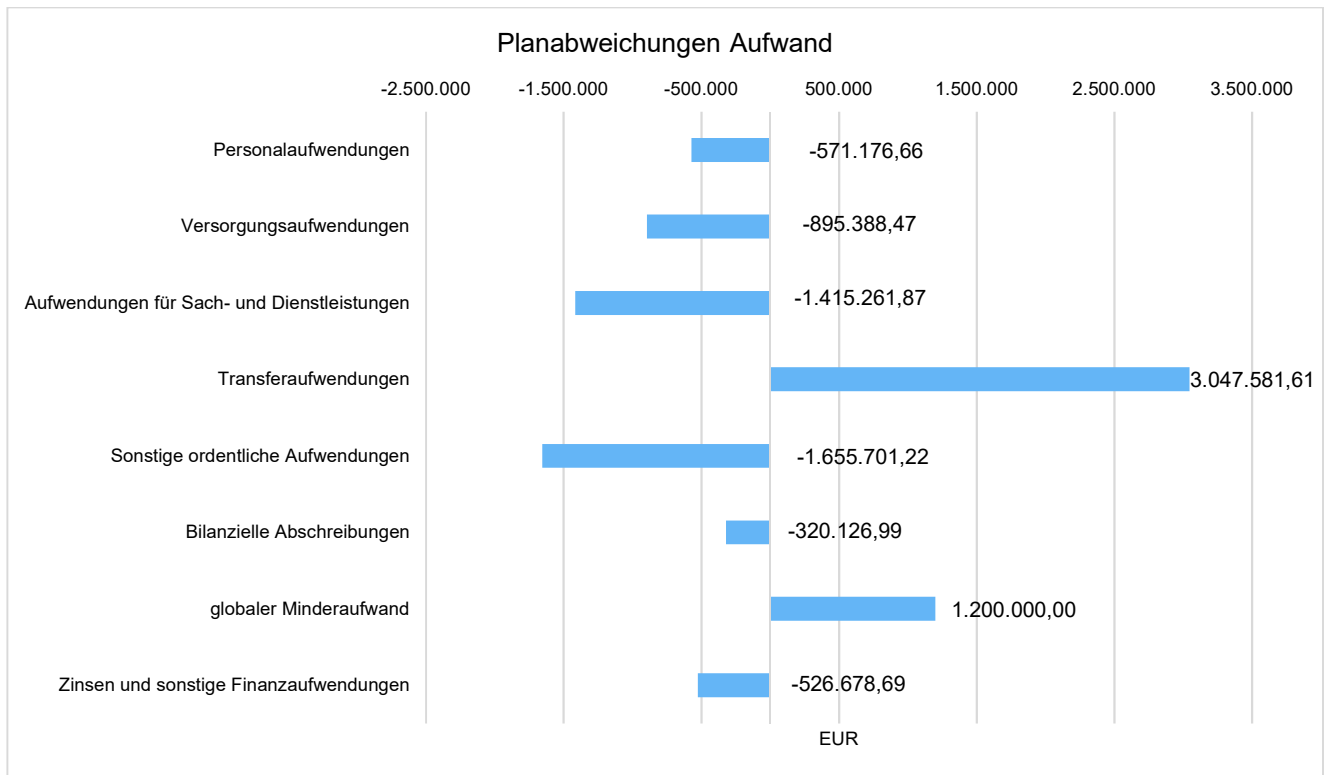 Planabweichungen Aufwand
-2.500.000 -1.500.000 -500.000 500.000 1.500.000 2.500.000 3.500.000
Personalaufwendungen -571.176,66
Versorgungsaufwendungen -895.388,47
Aufwendungen für Sach- und Dienstleistungen -1.415.261,87
Transferaufwendungen 3.047.581,61
Sonstige ordentliche Aufwendungen -1.655.701,22
Bilanzielle Abschreibungen -320.126,99
globaler Minderaufwand 1.200.000,00
Zinsen und sonstige Finanzaufwendungen -526.678,69
EUR